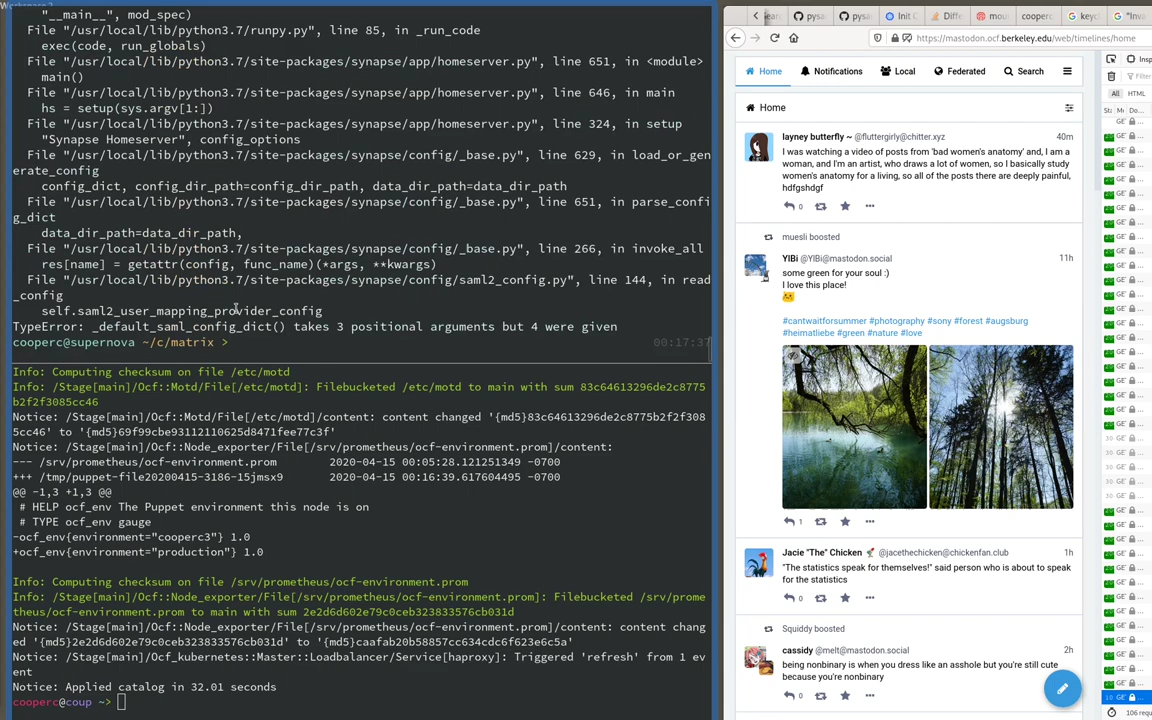 "__main__", mod_spec)
File "/usr/local/lib/python3.7/runpy.py", line 85, in _run_code
exec(code, run_globals)
File "/usr/local/lib/python3.7/site-packages/synapse/app/homeserver.py", line 651, in <module>
main()
File "/usr/local/lib/python3.7/site-packages/synapse/app/homeserver.py", line 646, in main
hs = setup(sys.argv[1:])
File "/usr/local/lib/python3.7/site-packages/synapse/app/homeserver.py", line 324, in setup
"Synapse Homeserver", config_options
File "/usr/local/lib/python3.7/site-packages/synapse/config/_base.py", line 629, in load_or_gen
erate_config
config_dict, config_dir_path=config_dir_path, data_dir_path=data_dir_path
File "/usr/local/lib/python3.7/site-packages/synapse/config/_base.py", line 651, in parse_confi
g_dict
data_dir_path=data_dir_path,
File "/usr/local/lib/python3.7/site-packages/synapse/config/_base.py", line 266, in invoke_all
res[name] = getattr(config, func_name)(*args, **kwargs)
File "/usr/local/lib/python3.7/site-packages/synapse/config/saml2_config.py", line 144, in read
_config
self.saml2_user_mapping_provider_config
TypeError: _default_saml_config_dict() takes 3 positional arguments but 4 were given
cooperc@supernova ~/c/matrix > 00:17:37
Info: Computing checksum on file /etc/motd
Info: /Stage[main]/Ocf::Motd/File[/etc/motd]: Filebucketed /etc/motd to main with sum 83c64613296de2c8775
b2f2f3085cc46
Notice: /Stage[main]/Ocf::Motd/File[/etc/motd]/content: content changed '{md5}83c64613296de2c8775b2f2f308
5cc46' to '{md5}69f99cbe93112110625d8471fee77c3f'
Notice: /Stage[main]/Ocf::Node_exporter/File[/srv/prometheus/ocf-environment.prom]/content:
--- /srv/prometheus/ocf-environment.prom 2020-04-15 00:05:28.121251349 -0700
+++ /tmp/puppet-file20200415-3186-15jmsx9 2020-04-15 00:16:39.617604495 -0700
@@ -1,3 +1,3 @@
# HELP ocf_env The Puppet environment this node is on
# TYPE ocf_env gauge
-ocf_env{environment="cooperc3"} 1.0
+ocf_env{environment="production"} 1.0
Info: Computing checksum on file /srv/prometheus/ocf-environment.prom
Info: /Stage[main]/Ocf::Node_exporter/File[/srv/prometheus/ocf-environment.prom]: Filebucketed /srv/prome
theus/ocf-environment.prom to main with sum 2e2d6d602e79c0ceb323833576cb031d
Notice: /Stage[main]/Ocf::Node_exporter/File[/srv/prometheus/ocf-environment.prom]/content: content chang
ed '{md5}2e2d6d602e79c0ceb323833576cb031d' to '{md5}caafab20b58857cc634cdc6f623e6c5a'
Notice: /Stage[main]/Ocf_kubernetes::Master::Loadbalancer/Service[haproxy]: Triggered 'refresh' from 1 ev
ent
Notice: Applied catalog in 32.01 seconds
cooperc@coup ~>
pysa pysa Init C Diffe mou cooperc keyc "Inva
https://mastodon.ocf.berkeley.edu/web/timelines/home
Home Notifications Local Federated Search
Home
layney butterfly ~ @fluttergirly@chitter.xyz 40m
I was watching a video of posts from 'bad women's anatomy' and, I am a
woman, and I'm an artist, who draws a lot of women, so I basically study
women's anatomy for a living, so all of the posts there are deeply painful,
hdfgshdgf
0
muesli boosted
YlBi @YlBi@mastodon.social 11h
some green for your soul :)
I love this place!
#cantwaitforsummer #photography #sony #forest #augsburg
#heimatliebe #green #nature #love
1
Jacie "The" Chicken @jacethechicken@chickenfan.club 1h
"The statistics speak for themselves!" said person who is about to speak
for the statistics
0
Squiddy boosted
cassidy @melt@mastodon.social 2h
being nonbinary is when you dress like an asshole but you're still cute
because you're nonbinary
0
Insp
Filter
All HTML
106 requ